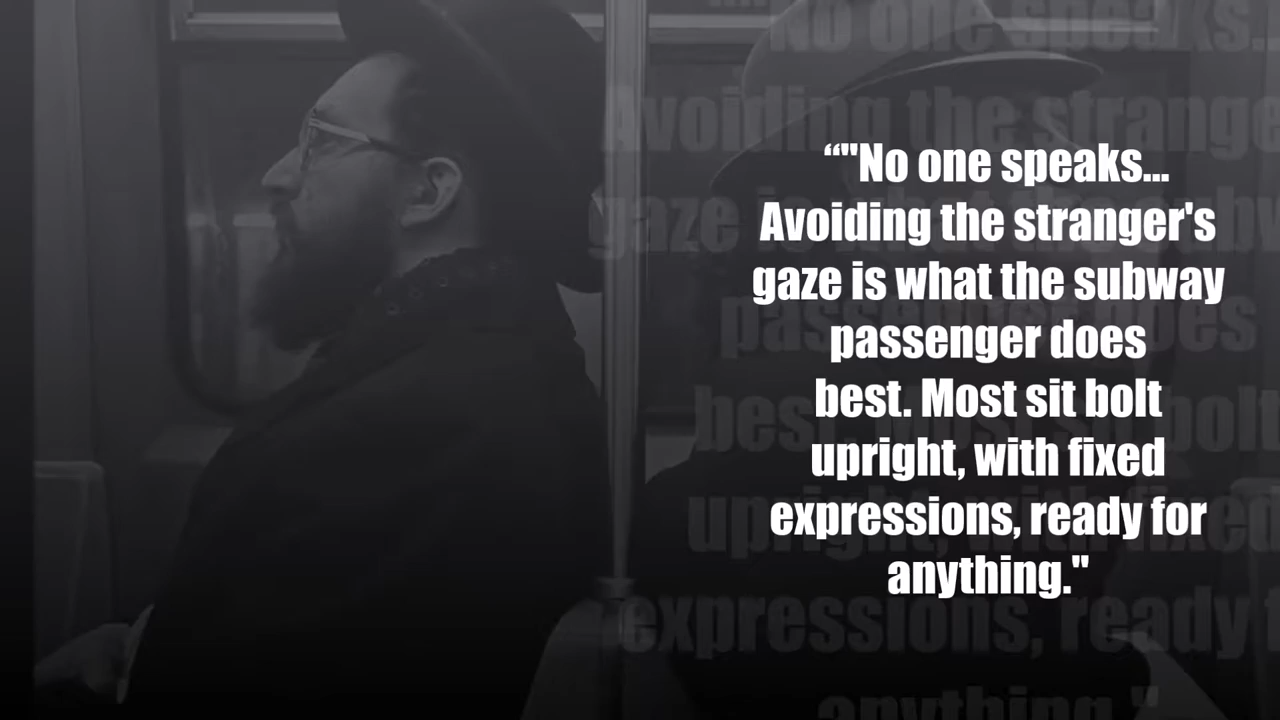 “"No one speaks...
Avoiding the stranger's
gaze is what the subway
passenger does
best. Most sit bolt
upright, with fixed
expressions, ready for
anything."